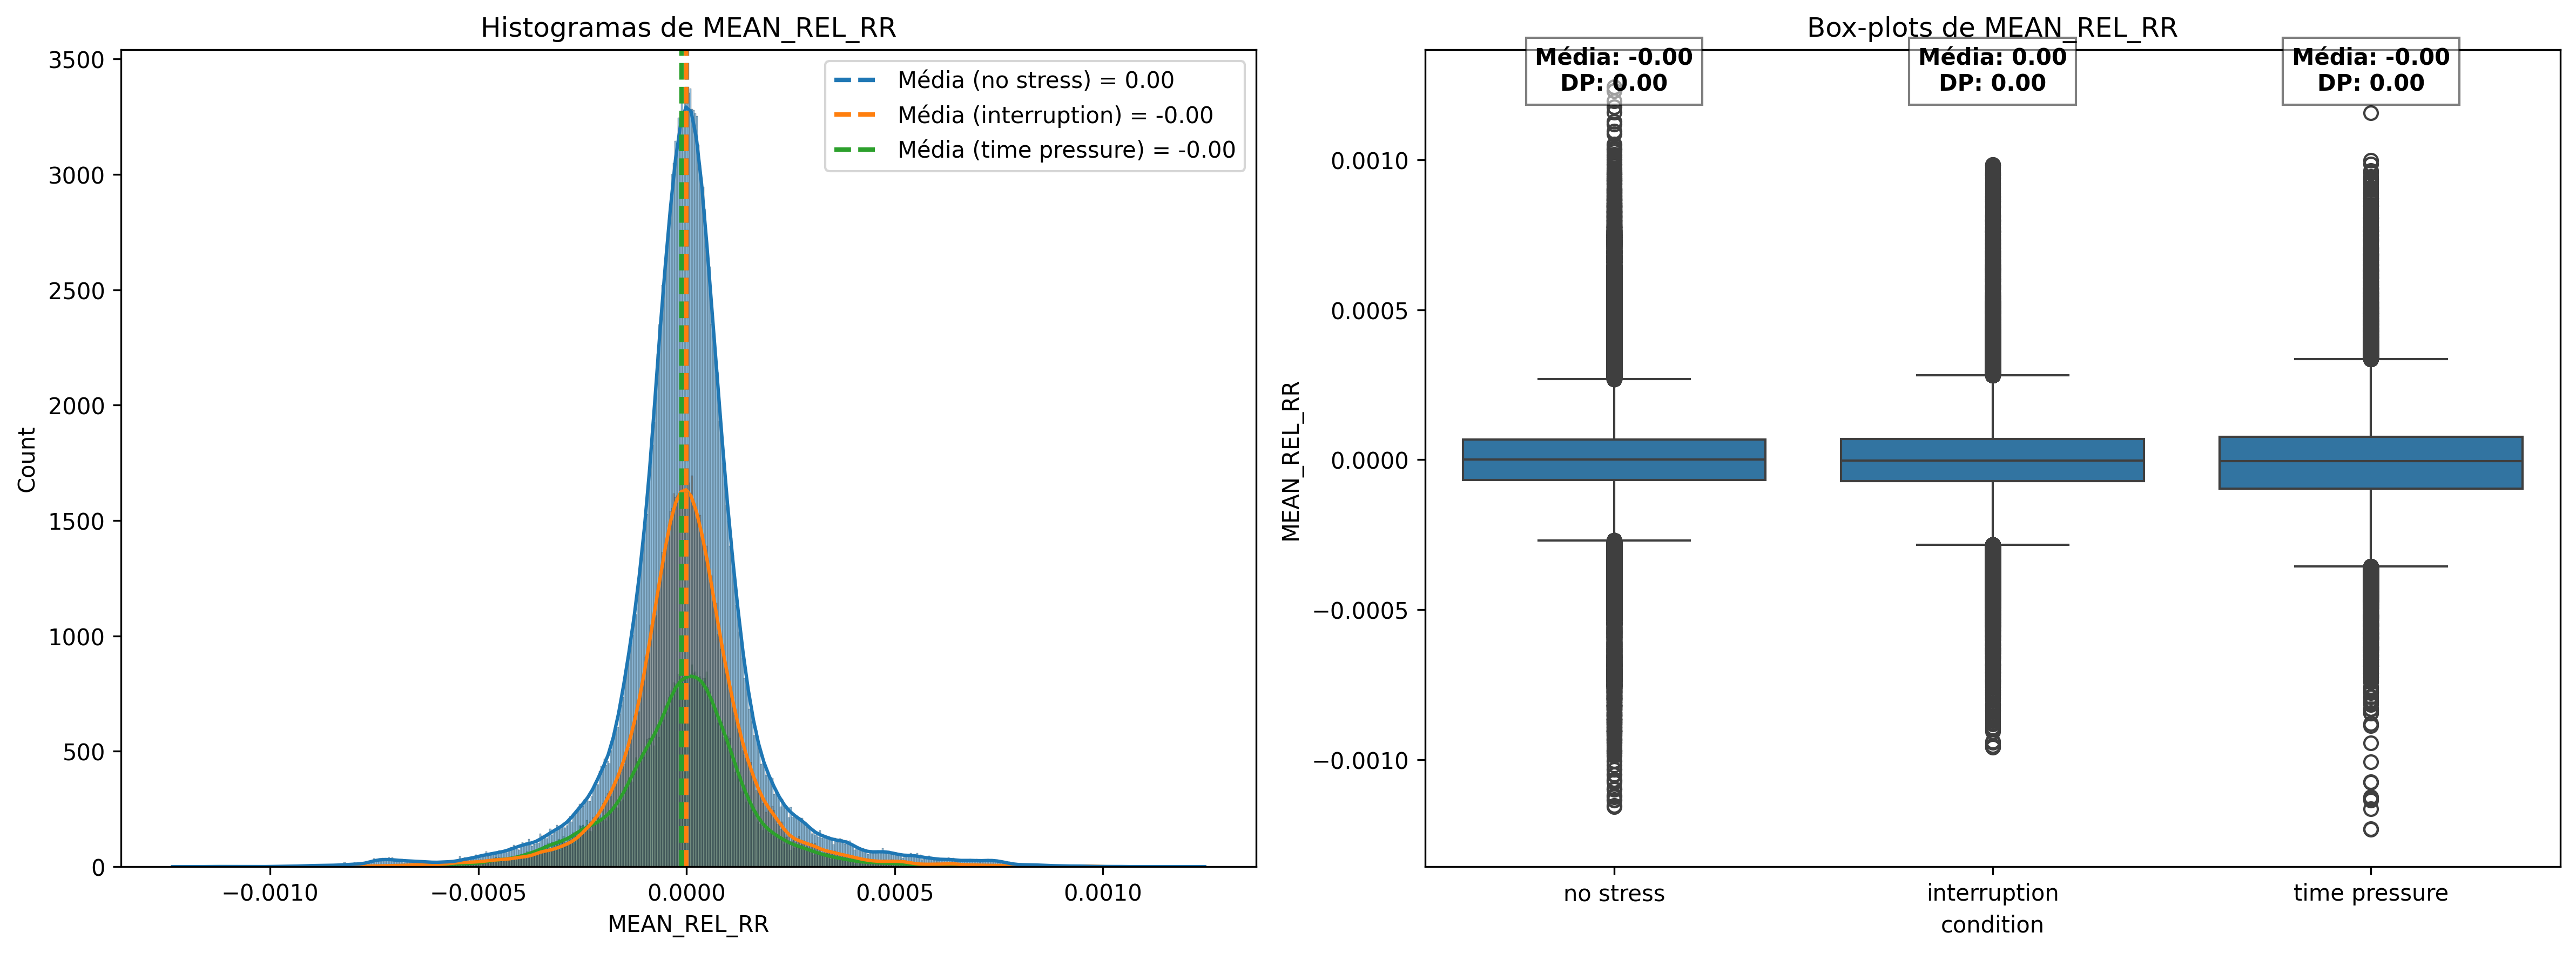 Histogramas de MEAN_REL_RR
3500
3000
2500
2000
1500
1000
500
0
Count
Média (no stress) = 0.00
Média (interruption) = -0.00
Média (time pressure) = -0.00
−0.0010
−0.0005
0.0000
0.0005
0.0010
MEAN_REL_RR
Box-plots de MEAN_REL_RR
Média: -0.00
DP: 0.00
Média: 0.00
DP: 0.00
Média: -0.00
DP: 0.00
0.0010
0.0005
0.0000
−0.0005
−0.0010
MEAN_REL_RR
no stress
interruption
time pressure
condition